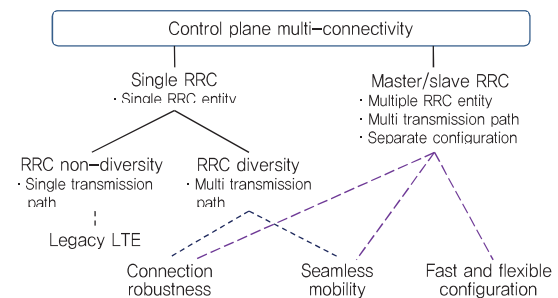 Control plane multi-connectivity
Single RRC
· Single RRC entity
Master/slave RRC
· Multiple RRC entity
· Multi transmission path
· Separate configuration
RRC non-diversity
· Single transmission
path
RRC diversity
· Multi transmission
path
Legacy LTE
Connection
robustness
Seamless
mobility
Fast and flexible
configuration